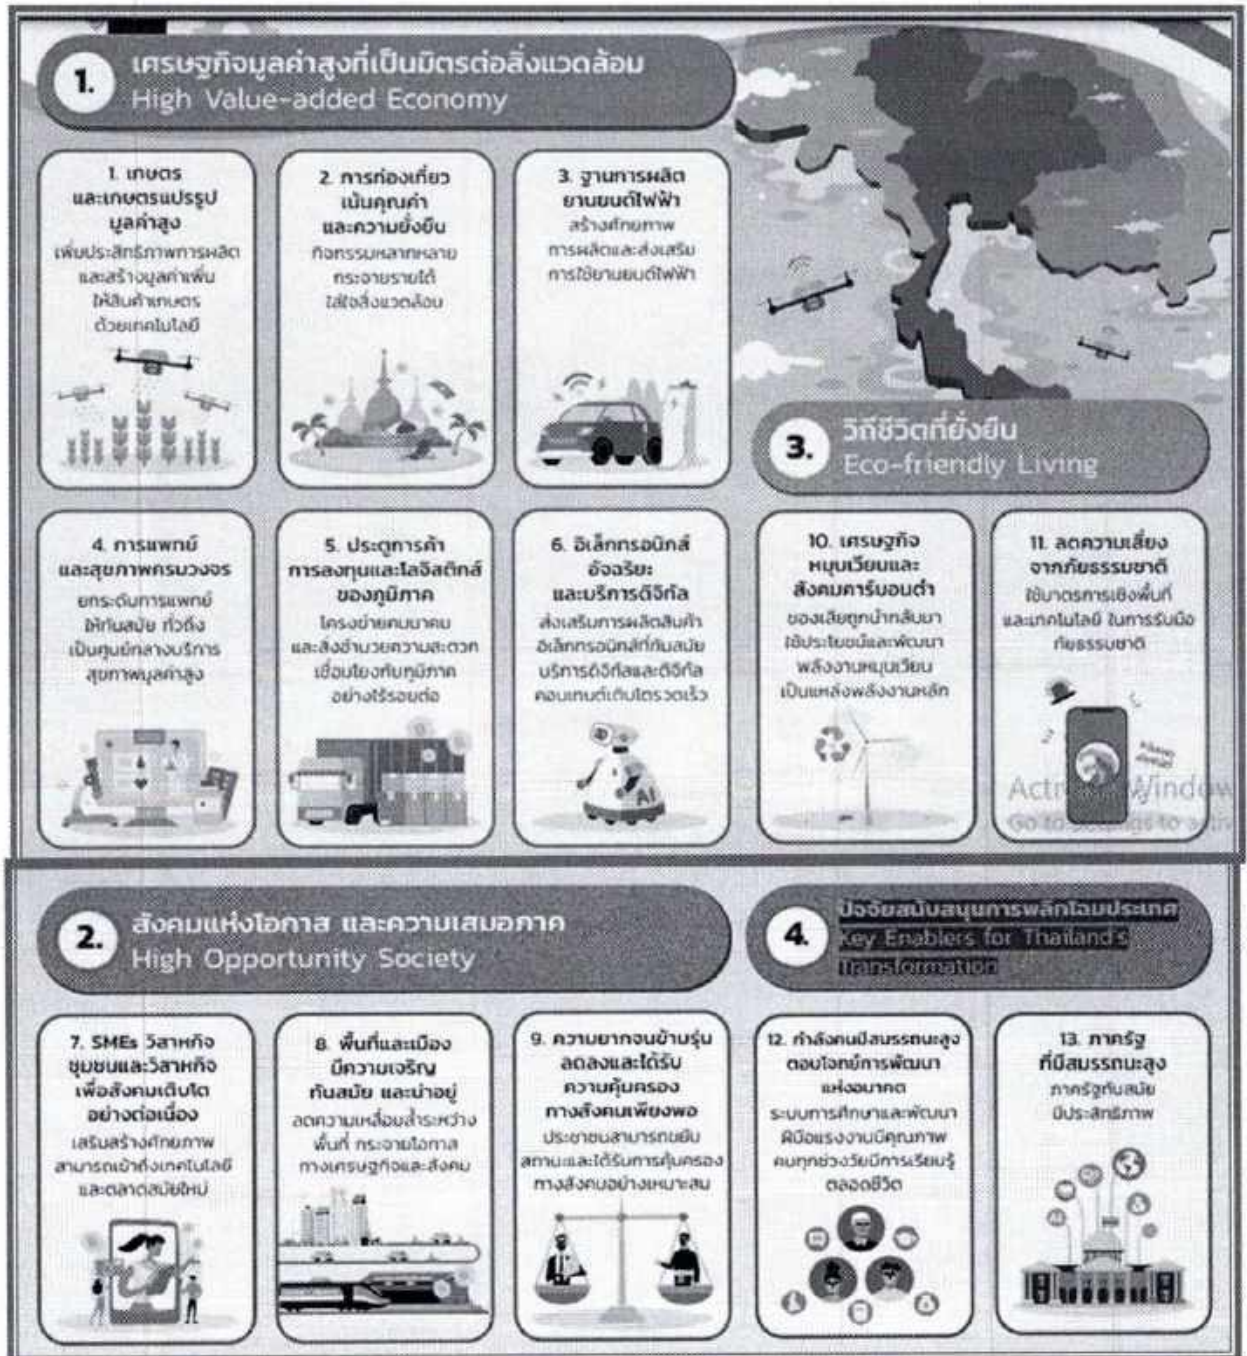 1.
เศรษฐกิจมูลค่าสูงที่เป็นมิตรต่อสิ่งแวดล้อม
High Value-added Economy
1. เกษตร
และเกษตรแปรรูป
มูลค่าสูง
เพิ่มประสิทธิภาพการผลิต
และสร้างมูลค่าเพิ่ม
ให้สินค้าเกษตร
ด้วยเทคโนโลยี
2. การท่องเที่ยว
เน้นคุณค่า
และความยั่งยืน
กิจกรรมหลากหลาย
กระจายรายได้
ใส่ใจสิ่งแวดล้อม
3. ฐานการผลิต
ยานยนต์ไฟฟ้า
สร้างศักยภาพ
การผลิตและส่งเสริม
การใช้ยานยนต์ไฟฟ้า
4. การแพทย์
และสุขภาพครบวงจร
ยกระดับการแพทย์
ให้ทันสมัย ทั่วถึง
เป็นศูนย์กลางบริการ
สุขภาพมูลค่าสูง
5. ประตูการค้า
การลงทุนและโลจิสติกส์
ของภูมิภาค
โครงข่ายคมนาคม
และสิ่งอำนวยความสะดวก
เชื่อมโยงกับภูมิภาค
อย่างไร้รอยต่อ
6. อิเล็กทรอนิกส์
อัจฉริยะ
และบริการดิจิทัล
ส่งเสริมการผลิตสินค้า
อิเล็กทรอนิกส์ที่ทันสมัย
บริการดิจิทัลและดิจิทัล
คอนเทนต์เติบโตรวดเร็ว
AI
3.
วิถีชีวิตที่ยั่งยืน
Eco-friendly Living
10. เศรษฐกิจ
หมุนเวียนและ
สังคมคาร์บอนต่ำ
ของเสียถูกนำกลับมา
ใช้ประโยชน์และพัฒนา
พลังงานหมุนเวียน
เป็นแหล่งพลังงานหลัก
11. ลดความเสี่ยง
จากภัยธรรมชาติ
ใช้มาตรการเชิงพื้นที่
และเทคโนโลยี ในการรับมือ
ภัยธรรมชาติ
2.
สังคมแห่งโอกาส และความเสมอภาค
High Opportunity Society
7. SMEs วิสาหกิจ
ชุมชนและวิสาหกิจ
เพื่อสังคมเติบโต
อย่างต่อเนื่อง
เสริมสร้างศักยภาพ
สามารถเข้าถึงเทคโนโลยี
และตลาดสมัยใหม่
8. พื้นที่และเมือง
มีความเจริญ
ทันสมัย และน่าอยู่
ลดความเหลื่อมล้ำระหว่าง
พื้นที่ กระจายโอกาส
ทางเศรษฐกิจและสังคม
9. ความยากจนข้ามรุ่น
ลดลงและได้รับ
ความคุ้มครอง
ทางสังคมเพียงพอ
ประชาชนสามารถขยับ
สถานะและได้รับการคุ้มครอง
ทางสังคมอย่างเหมาะสม
4.
ปัจจัยสนับสนุนการพลิกโฉมประเทศ
Key Enablers for Thailand's
Transformation
12. กำลังคนมีสมรรถนะสูง
ตอบโจทย์การพัฒนา
แห่งอนาคต
ระบบการศึกษาและพัฒนา
ฝีมือแรงงานมีคุณภาพ
คนทุกช่วงวัยมีการเรียนรู้
ตลอดชีวิต
13. ภาครัฐ
ที่มีสมรรถนะสูง
ภาครัฐทันสมัย
มีประสิทธิภาพ